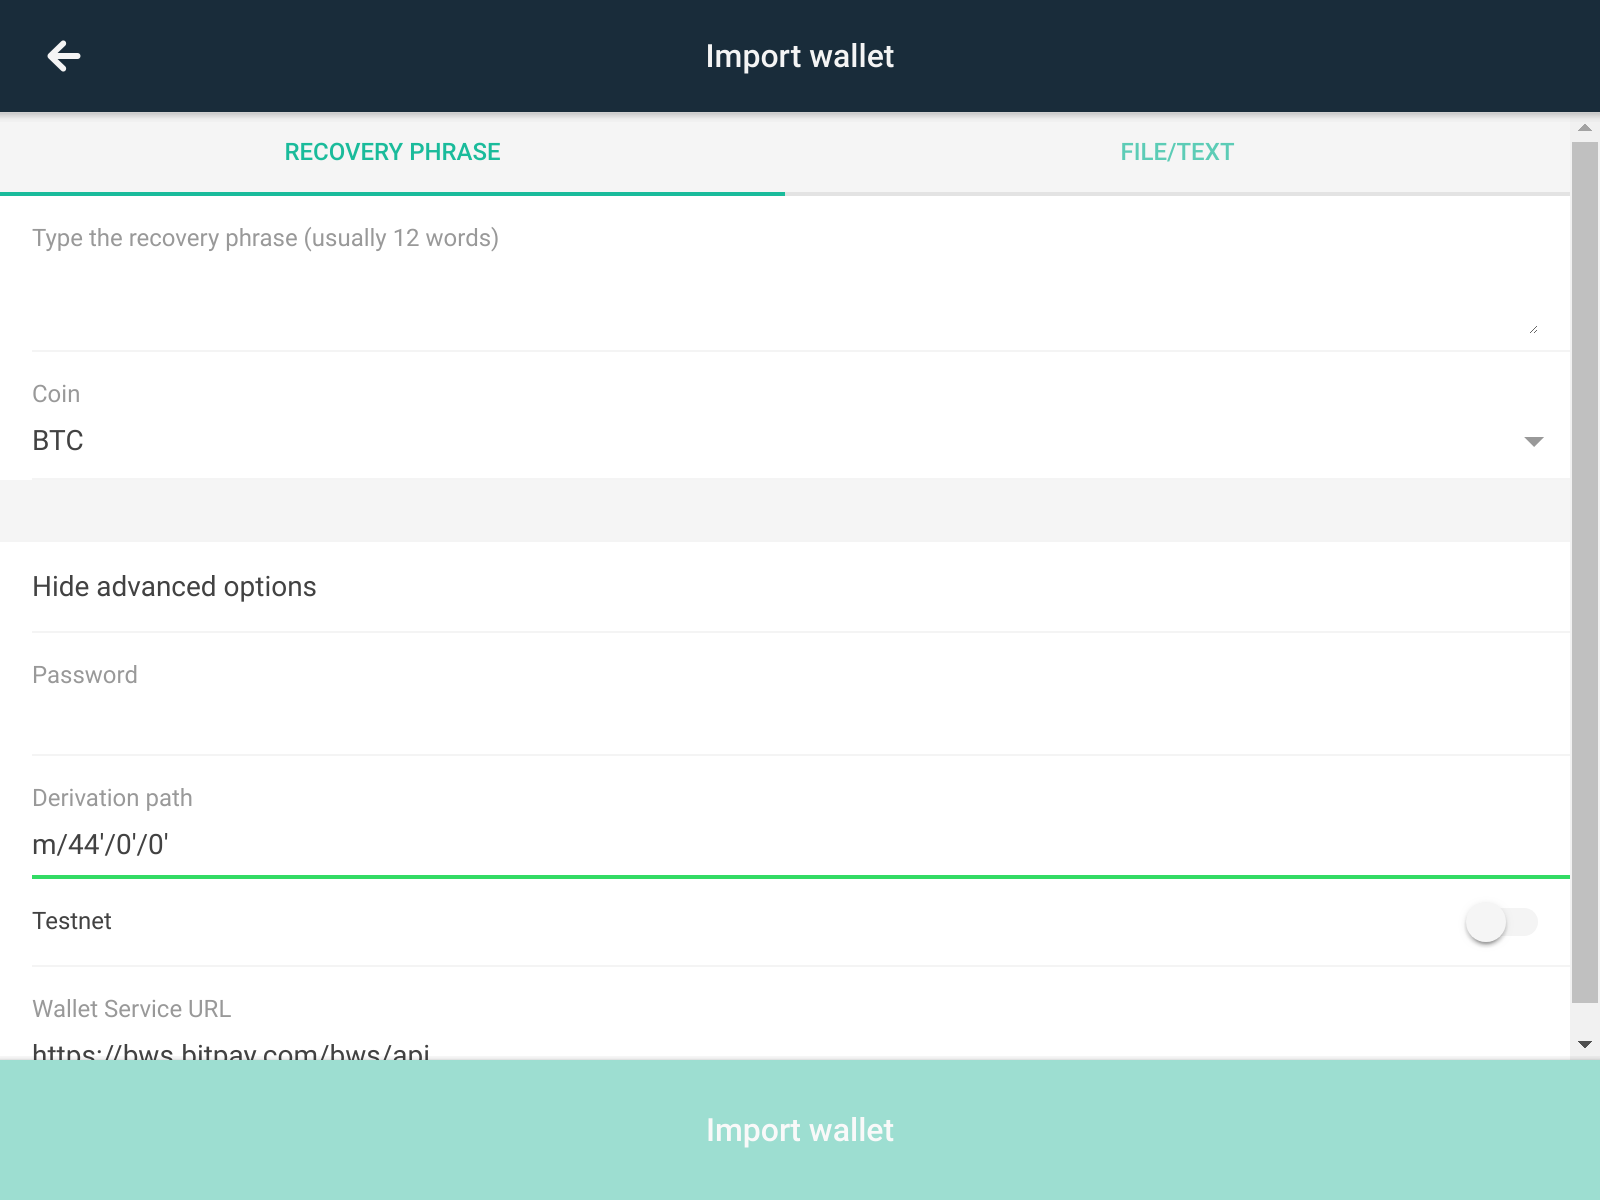 Import wallet
RECOVERY PHRASE
FILE/TEXT
Type the recovery phrase (usually 12 words)
Coin
BTC
Hide advanced options
Password
Derivation path
m/44'/0'/0'
Testnet
Wallet Service URL
https://bws.bitpay.com/bws/api
Import wallet